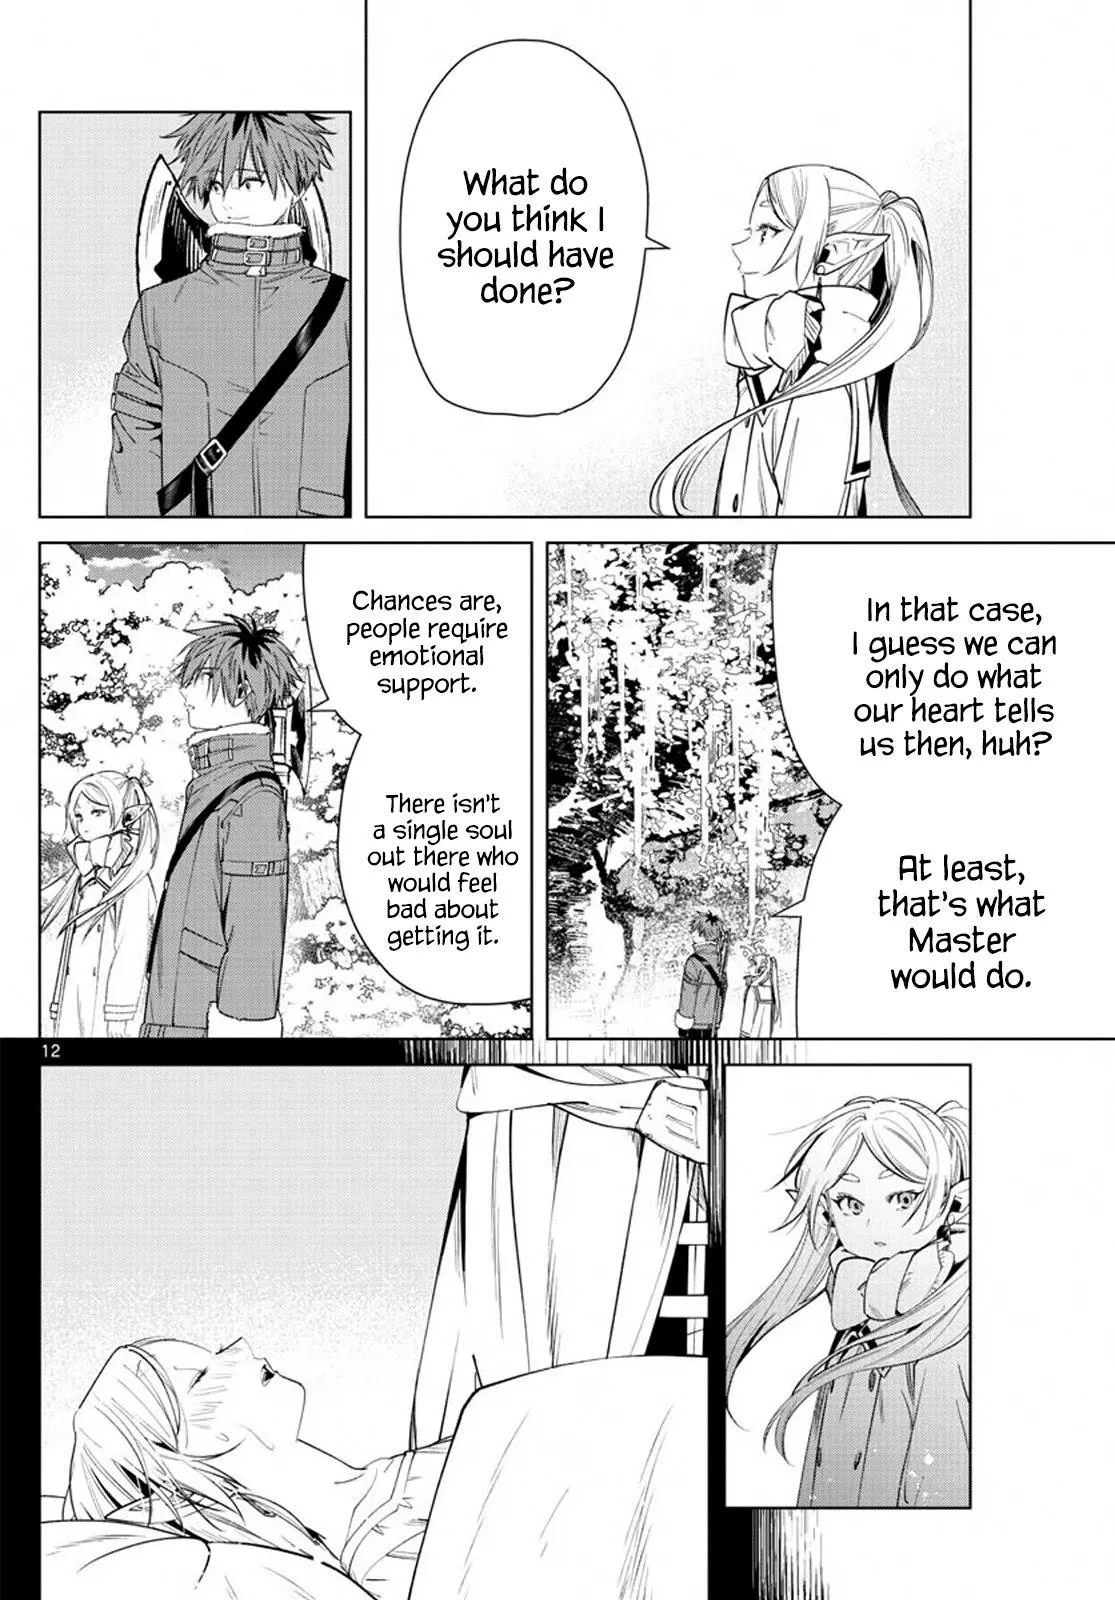 What do
you think I
should have
done?
In that case,
I guess we can
only do what
our heart tells
us then, huh?
At least,
that's what
Master
would do.
Chances are,
people require
emotional
support.
There isn't
a single soul
out there who
would feel
bad about
getting it.
12